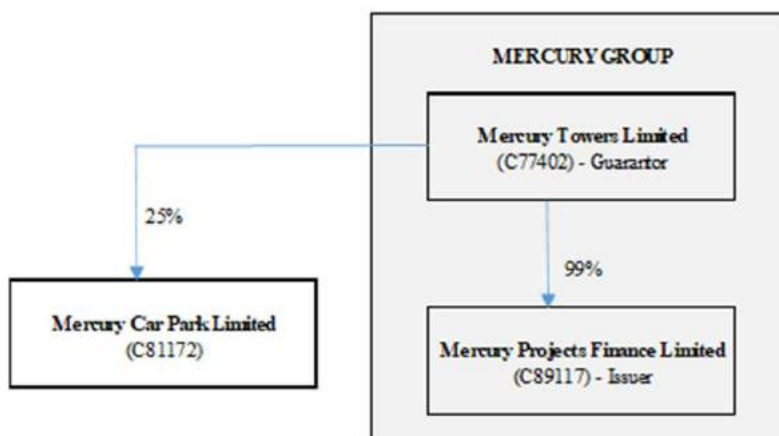 MERCURY GROUP
Mercury Towers Limited
(C77402) - Guarantor
25%
99%
Mercury Car Park Limited
(C81172)
Mercury Projects Finance Limited
(C89117) - Issuer